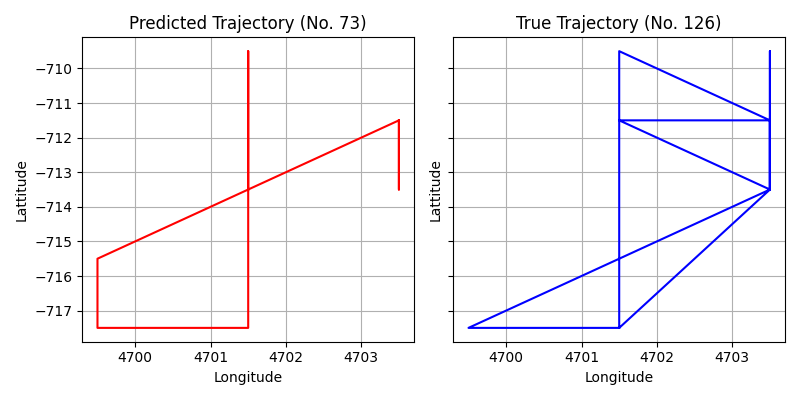 Predicted Trajectory (No. 73)
True Trajectory (No. 126)
Lattitude
−710
−711
−712
−713
−714
−715
−716
−717
4700
4701
4702
4703
Longitude
Lattitude
4700
4701
4702
4703
Longitude